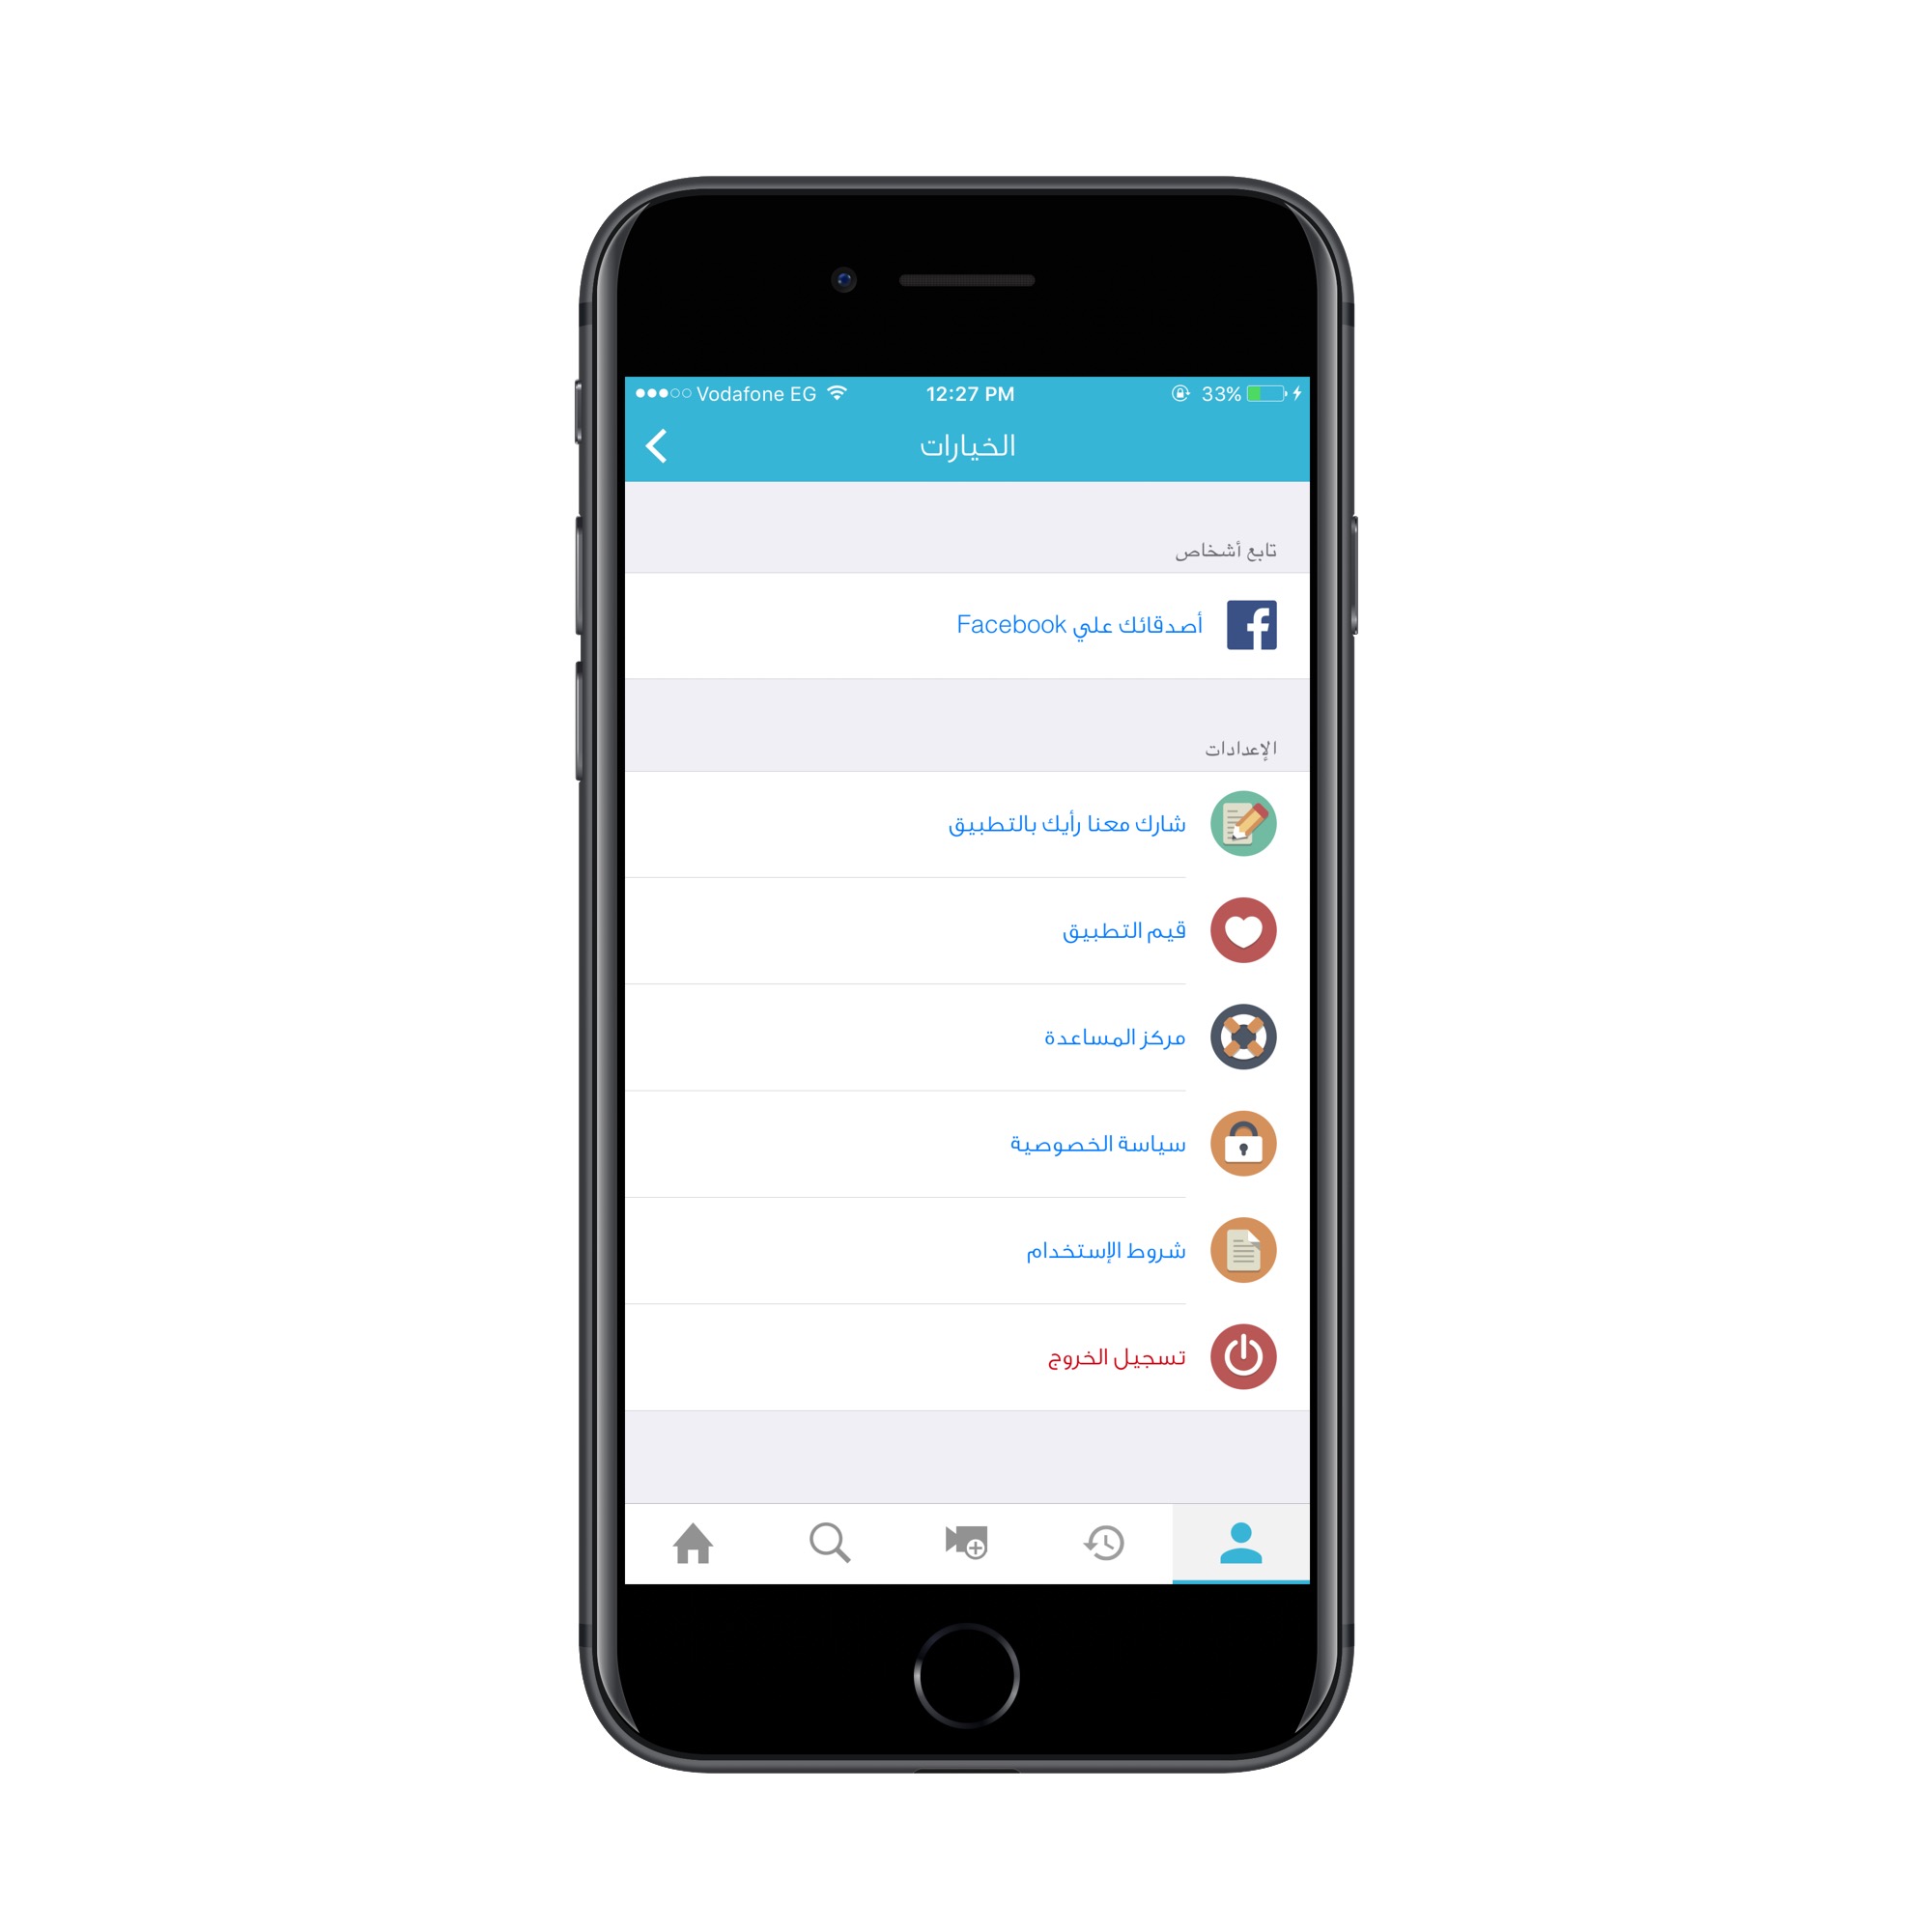 Vodafone EG 12:27 PM 33%
الخيارات
تابع أشخاص
أصدقائك علي Facebook
الإعدادات
شارك معنا رأيك بالتطبيق
قيم التطبيق
مركز المساعدة
سياسة الخصوصية
شروط الإستخدام
تسجيل الخروج